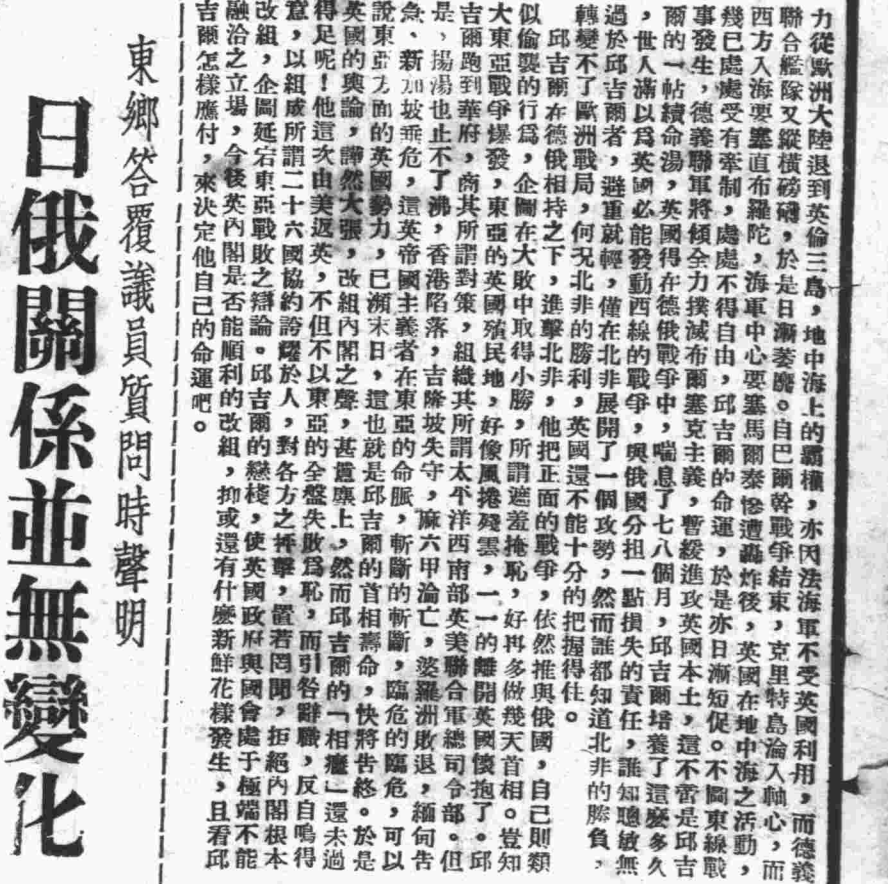 力從歐洲大陸退到英倫三島，地中海上的霸權，亦因法海軍不受英國利用，而德義
聯合艦隊又縱橫磅礡，於是日漸萎靡。自巴爾幹戰爭結束，克里特島淪入軸心，而
西方入海要塞直布羅陀，海軍中心要塞馬爾泰慘遭轟炸後，英國在地中海之活動，
幾已處處受有牽制，處處不得自由，邱吉爾的命運，於是亦日漸短促。不圖東線戰
事發生，德義聯軍將傾全力撲滅布爾塞克主義，暫緩進攻英國本土，這不啻是邱吉
爾的一帖續命湯，英國得在德俄戰爭中，喘息了七八個月，邱吉爾培養了這麼多久
，世人滿以爲英國必能發動西線的戰爭，與俄國分担一點損失的責任，誰知聰敏無
過於邱吉爾者，避重就輕，僅在北非展開了一個攻勢，然而誰都知道北非的勝負，
轉變不了歐洲戰局，何况北非的勝利，英國還不能十分的把握得住。
邱吉爾在德俄相持之下，進擊北非，他把正面的戰爭，依然推與俄國，自己則類
似偷襲的行爲，企圖在大敗中取得小勝，所謂遮羞掩恥，好再多做幾天首相。豈知
大東亞戰爭爆發，東亞的英國殖民地，好像風捲殘雲，一一的離開英國懷抱了。邱
吉爾跑到華府，商其所謂對策，組織其所謂太平洋西南部英美聯合軍總司令部。但
是，揚湯也止不了沸，香港陷落，吉隆坡失守，麻六甲淪亡，婆羅洲敗退，緬甸告
急、新加坡垂危，這英帝國主義者在東亞的命脈，斬斷的斬斷，臨危的臨危，可以
說東亞方面的英國勢力，已瀕末日，這也就是邱吉爾的首相壽命，快將告終。於是
英國的輿論，譁然大張，改組內閣之聲，甚囂塵上，然而邱吉爾的「相癮」還未過
得足呢！他這次由美返英，不但不以東亞的全盤失敗爲恥，而引咎辭職，反自鳴得
意，以組成所謂二十六國協約誇耀於人，對各方之抨擊，置若罔聞，拒絕內閣根本
改組，企圖延宕東亞戰敗之辯論。邱吉爾的戀棧，使英國政府與國會處于極端不能
融洽之立場，今後英內閣是否能順利的改組，抑或還有什麼新鮮花樣發生，且看邱
吉爾怎樣應付，來決定他自己的命運吧。
東鄉答覆議員質問時聲明
日俄關係並無變化